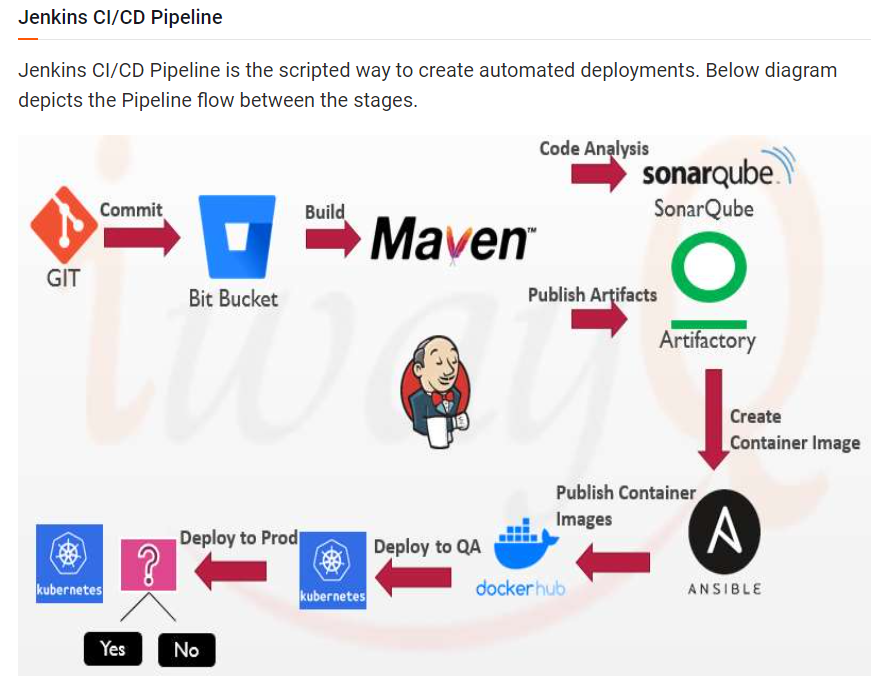 Jenkins CI/CD Pipeline
Jenkins CI/CD Pipeline is the scripted way to create automated deployments. Below diagram
depicts the Pipeline flow between the stages.
Code Analysis
sonarqube
SonarQube
Commit
GIT
Bit Bucket
Build
Maven™
Publish Artifacts
Artifactory
iwayQ
Create
Container Image
Publish Container
Images
ANSIBLE
dockerhub
Deploy to QA
kubernetes
Deploy to Prod
?
kubernetes
Yes
No